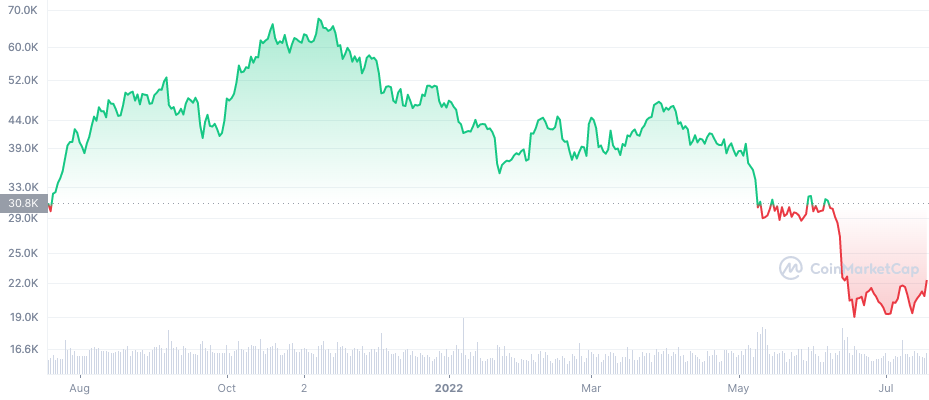 70.0K
60.0K
52.0K
44.0K
39.0K
33.0K
30.8K
29.0K
25.0K
22.0K
19.0K
16.6K
CoinMarketCap
Aug Oct 2 2022 Mar May Jul